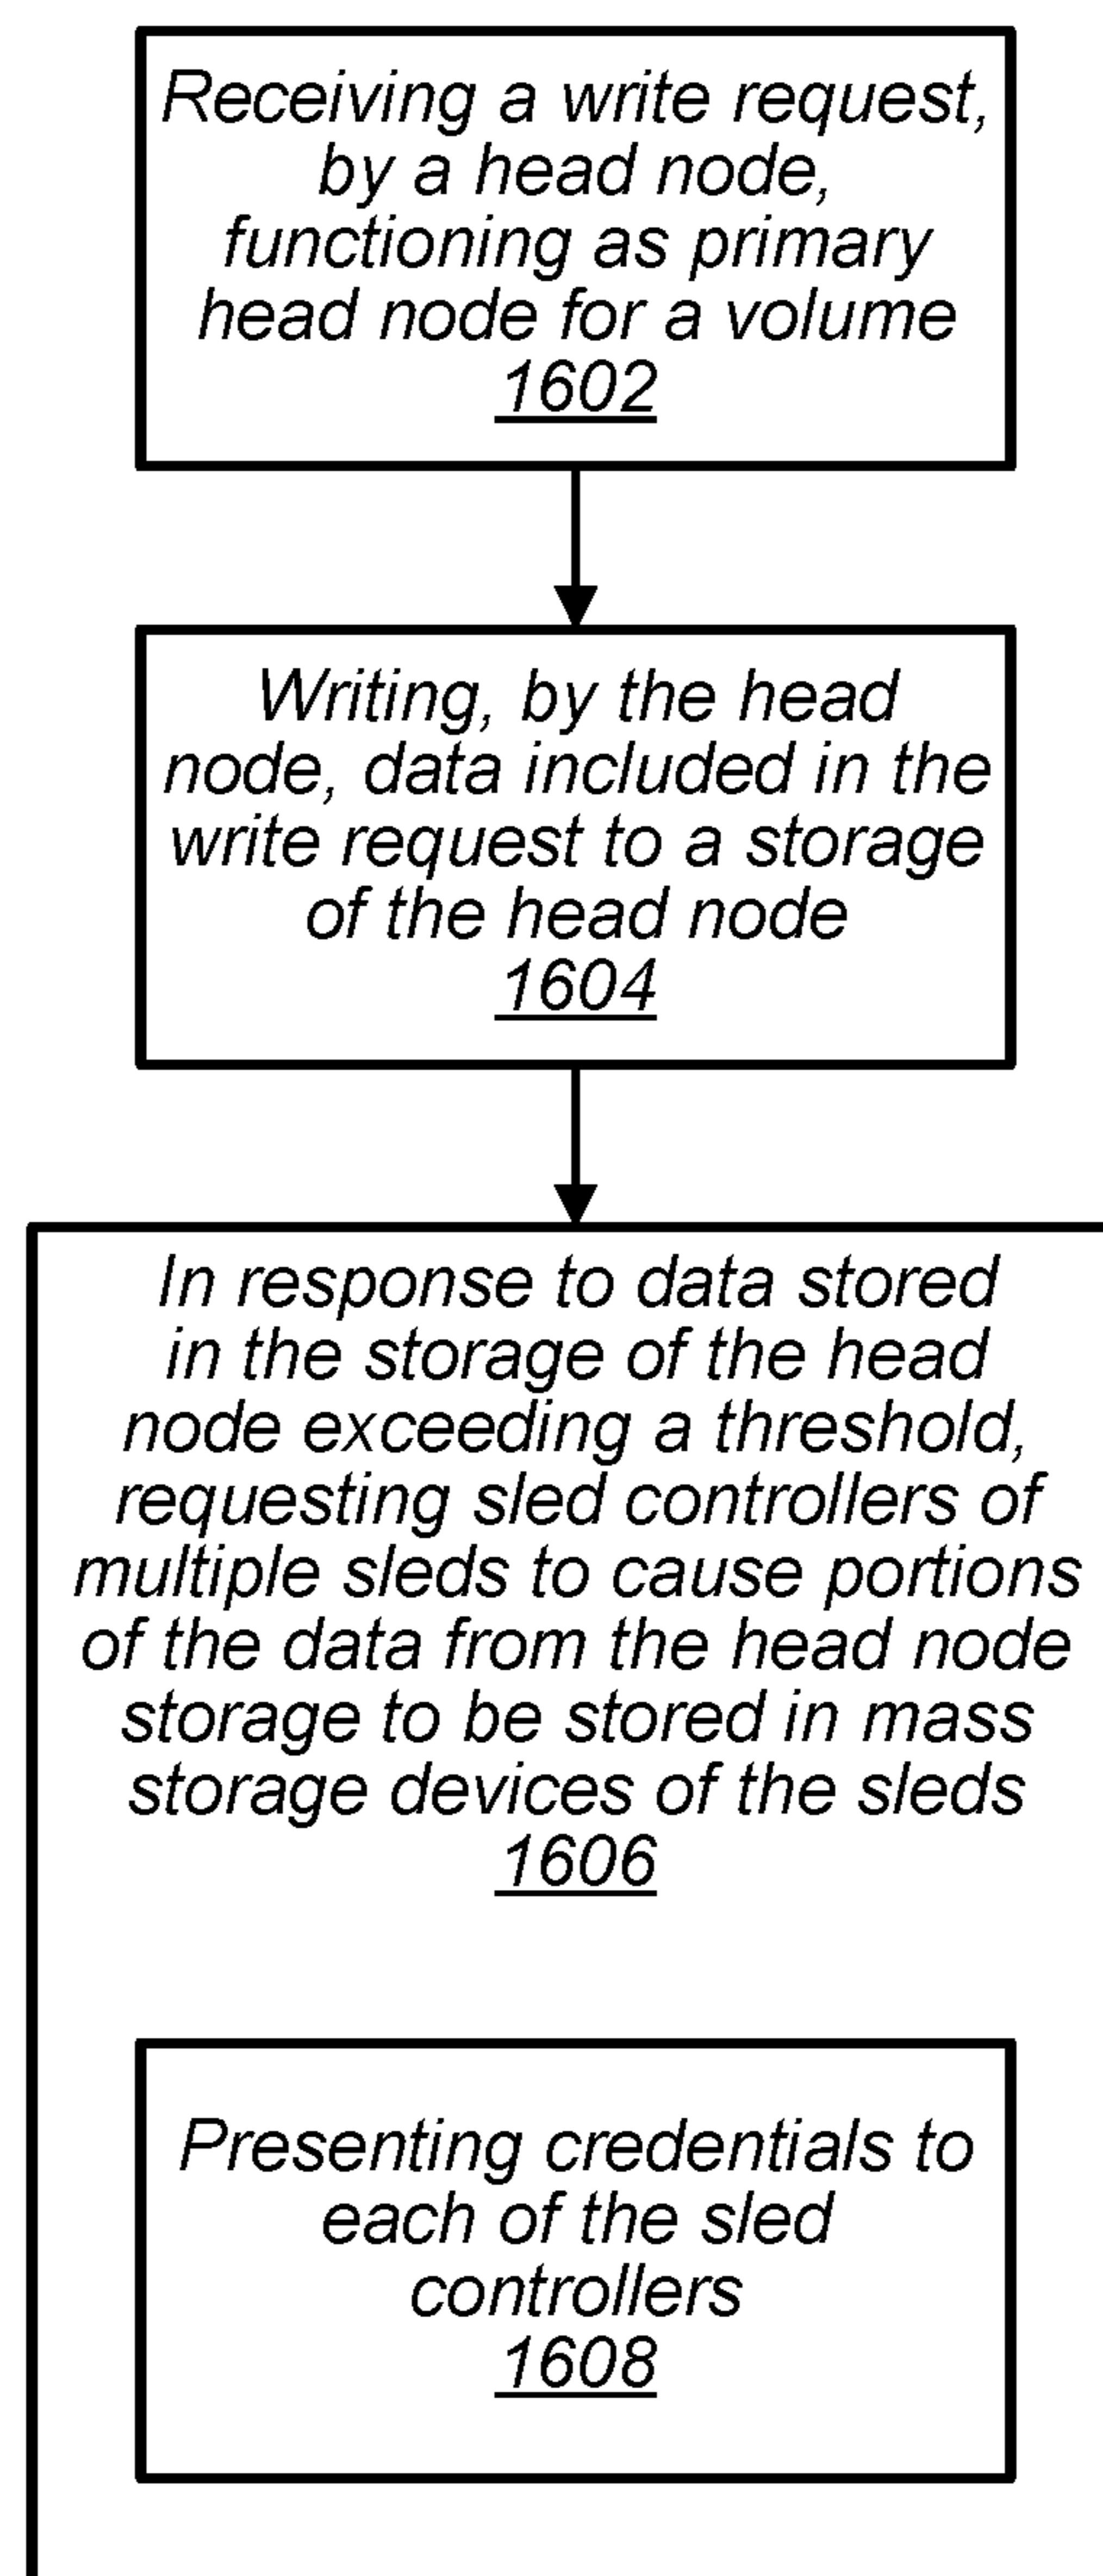 Receiving a write request,
by a head node,
functioning as primary
head node for a volume
1602
Writing, by the head
node, data included in the
write request to a storage
of the head node
1604
In response to data stored
in the storage of the head
node exceeding a threshold,
requesting sled controllers of
multiple sleds to cause portions
of the data from the head node
storage to be stored in mass
storage devices of the sleds
1606
Presenting credentials to
each of the sled
controllers
1608